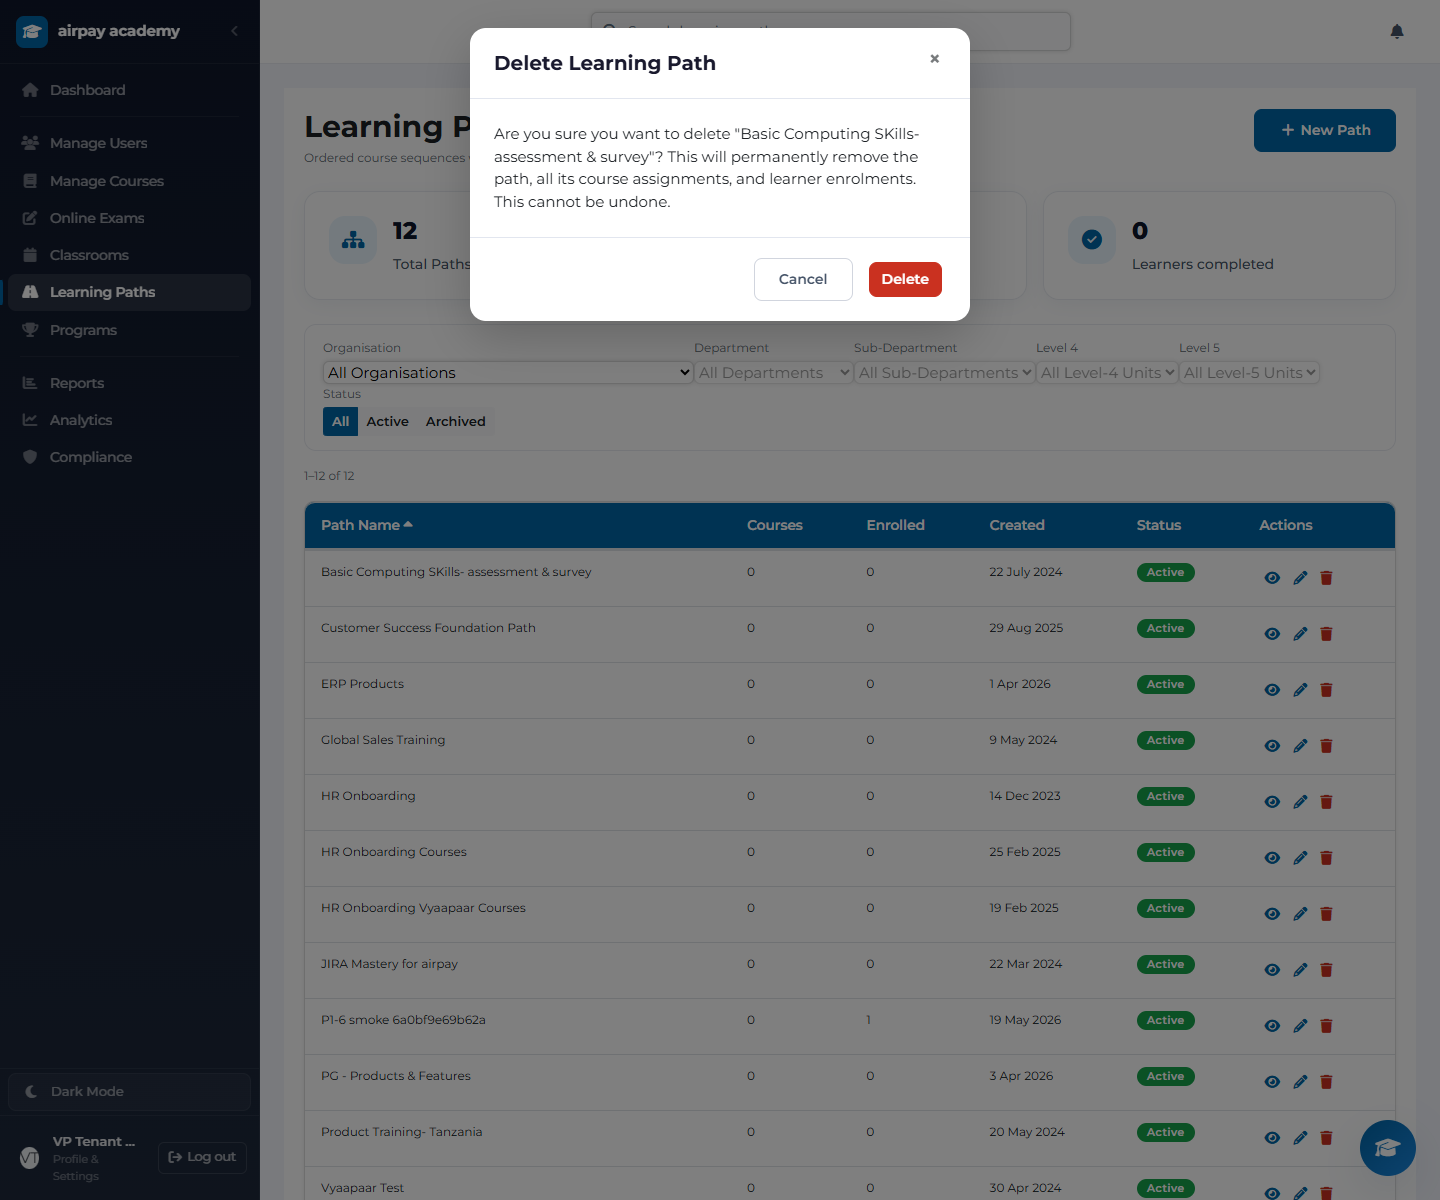 airpay academy
Dashboard
Manage Users
Manage Courses
Online Exams
Classrooms
Learning Paths
Programs
Reports
Analytics
Compliance
Dark Mode
VP Tenant ...
Profile &
Settings
VT
Log out
Delete Learning Path
×
Are you sure you want to delete "Basic Computing SKills-
assessment & survey"? This will permanently remove the
path, all its course assignments, and learner enrolments.
This cannot be undone.
Cancel
Delete
Learning P
Ordered course sequences
+ New Path
12
Total Paths
0
Learners completed
Organisation
All Organisations
Department
All Departments
Sub-Department
All Sub-Departments
Level 4
All Level-4 Units
Level 5
All Level-5 Units
Status
All Active Archived
1–12 of 12
Path Name Courses Enrolled Created Status Actions
Basic Computing SKills- assessment & survey 0 0 22 July 2024 Active
Customer Success Foundation Path 0 0 29 Aug 2025 Active
ERP Products 0 0 1 Apr 2026 Active
Global Sales Training 0 0 9 May 2024 Active
HR Onboarding 0 0 14 Dec 2023 Active
HR Onboarding Courses 0 0 25 Feb 2025 Active
HR Onboarding Vyaapaar Courses 0 0 19 Feb 2025 Active
JIRA Mastery for airpay 0 0 22 Mar 2024 Active
P1-6 smoke 6a0bf9e69b62a 0 1 19 May 2026 Active
PG - Products & Features 0 0 3 Apr 2026 Active
Product Training- Tanzania 0 0 20 May 2024 Active
Vyaapaar Test 0 0 30 Apr 2024 Active